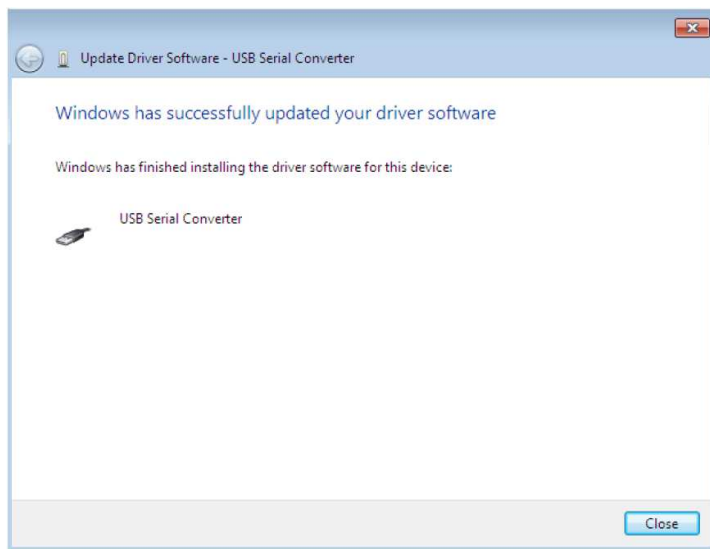 Update Driver Software - USB Serial Converter
Windows has successfully updated your driver software
Windows has finished installing the driver software for this device:
USB Serial Converter
Close